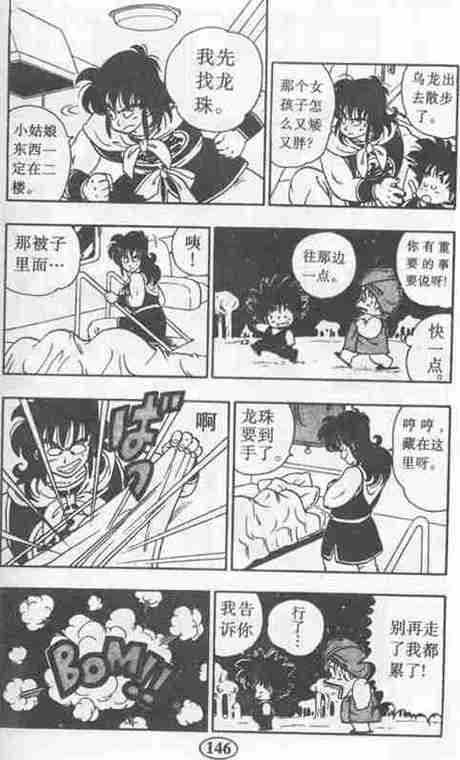 乌龙出
去散步
了。
那个女
孩子怎
么又矮
又胖?
我先
找龙
珠。
小姑娘
东西一
定在二
楼。
你有重
要的事
要说呀!
快一
点。
往那边
一点。
咦!
那被子
里面…
哼哼,
藏在这
里呀。
龙珠
要到
手了。
啊
ばっ
别再走
了我都
累了!
行
了…
我告
诉你
BOM!!
146